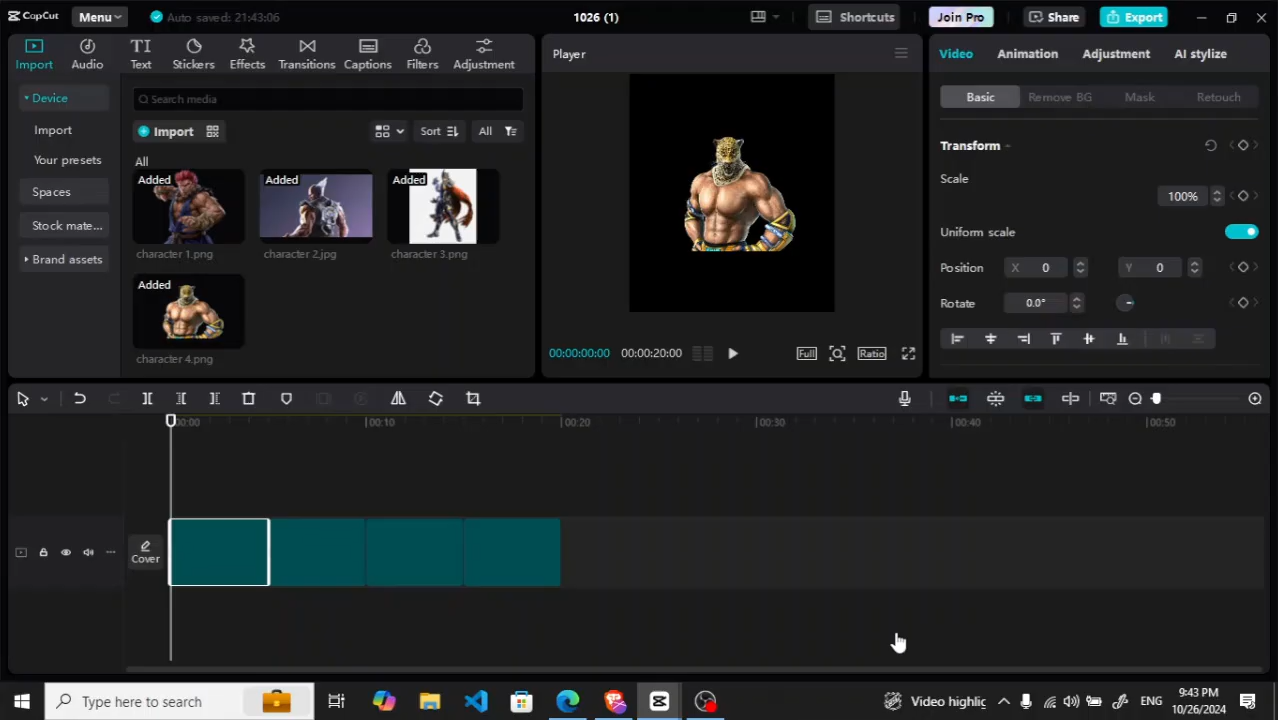 CapCut
Menu
Auto saved: 21:43:06
1026 (1)
Shortcuts
Join Pro
Share
Export
Import
Audio
Text
Stickers
Effects
Transitions
Captions
Filters
Adjustment
Device
Import
Your presets
Spaces
Stock mate...
Brand assets
Search media
Import
Sort
All
All
Added
character 1.png
Added
character 2.jpg
Added
character 3.png
Added
character 4.png
Player
00:00:00:00
00:00:20:00
Full
Ratio
Video
Animation
Adjustment
AI stylize
Basic
Remove BG
Mask
Retouch
Transform
Scale
100%
Uniform scale
Position
X 0
Y 0
Rotate
0.0°
00:00
00:10
00:20
00:30
00:40
00:50
Cover
Type here to search
Video highlig
ENG
9:43 PM
10/26/2024